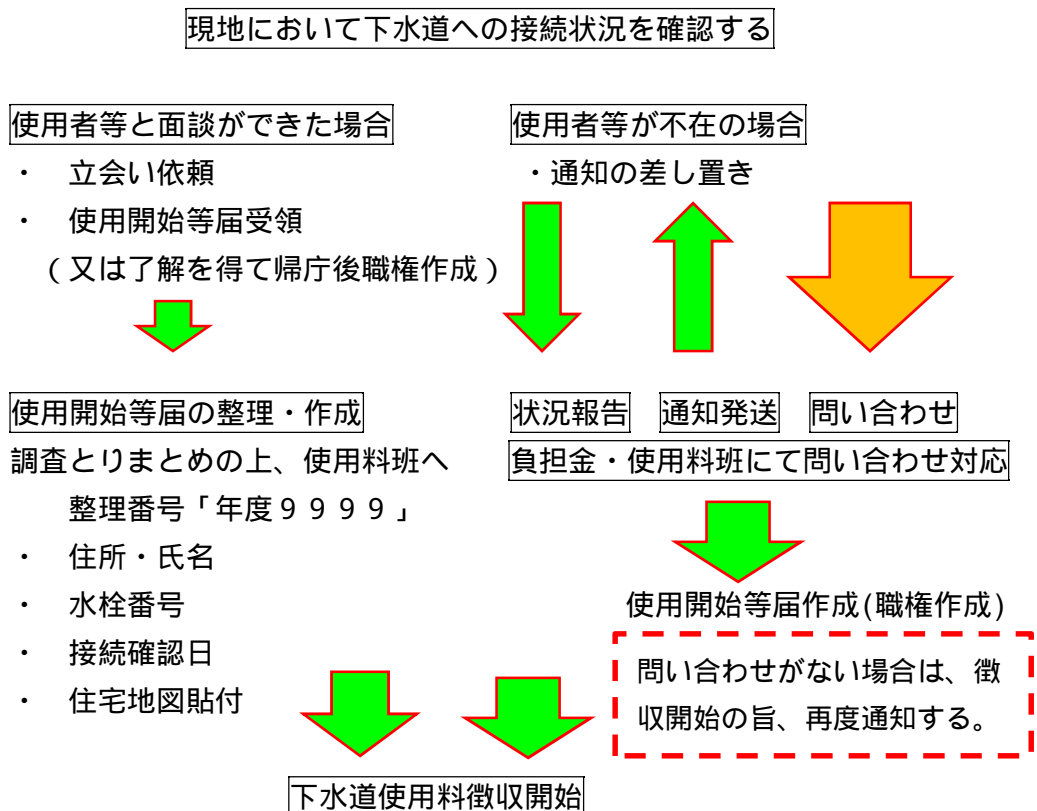 現地において下水道への接続状況を確認する
使用者等と面談ができた場合
・ 立会い依頼
・ 使用開始等届受領
（又は了解を得て帰庁後職権作成）
使用者等が不在の場合
・通知の差し置き
使用開始等届の整理・作成
調査とりまとめの上、使用料班へ
整理番号「年度９９９９」
・ 住所・氏名
・ 水栓番号
・ 接続確認日
・ 住宅地図貼付
状況報告 通知発送 問い合わせ
負担金・使用料班にて問い合わせ対応
使用開始等届作成(職権作成)
問い合わせがない場合は、徴
収開始の旨、再度通知する。
下水道使用料徴収開始